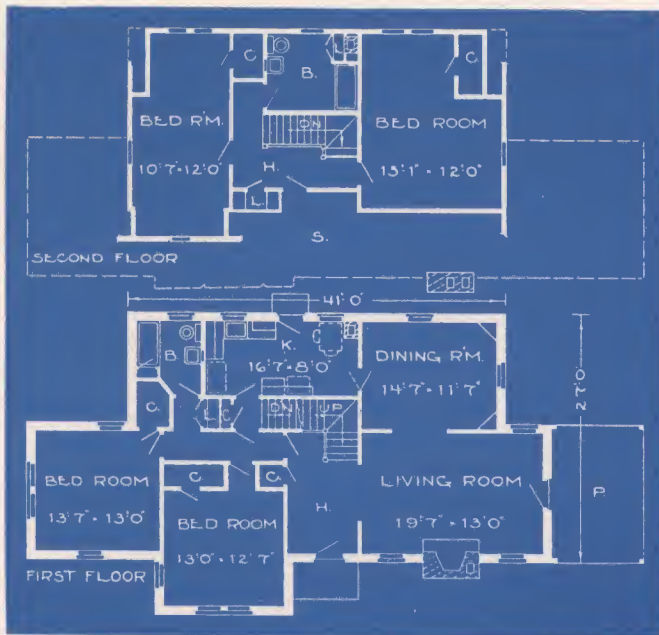 C.
L.
B.
C.
BED R'M.
10'·7"×12'·0"
DN
BED ROOM
13'·1"×12'·0"
H.
L.
S.
SECOND FLOOR
41'·0"
B.
K.
16'·7"×8'·0"
DINING R'M.
14'·7"×11'·7"
27'·0"
C.
L.
C.
DN
UP
BED ROOM
13'·7"×13'·0"
C.
C.
BED ROOM
13'·0"×12'·7"
H.
LIVING ROOM
19'·7"×13'·0"
P.
FIRST FLOOR